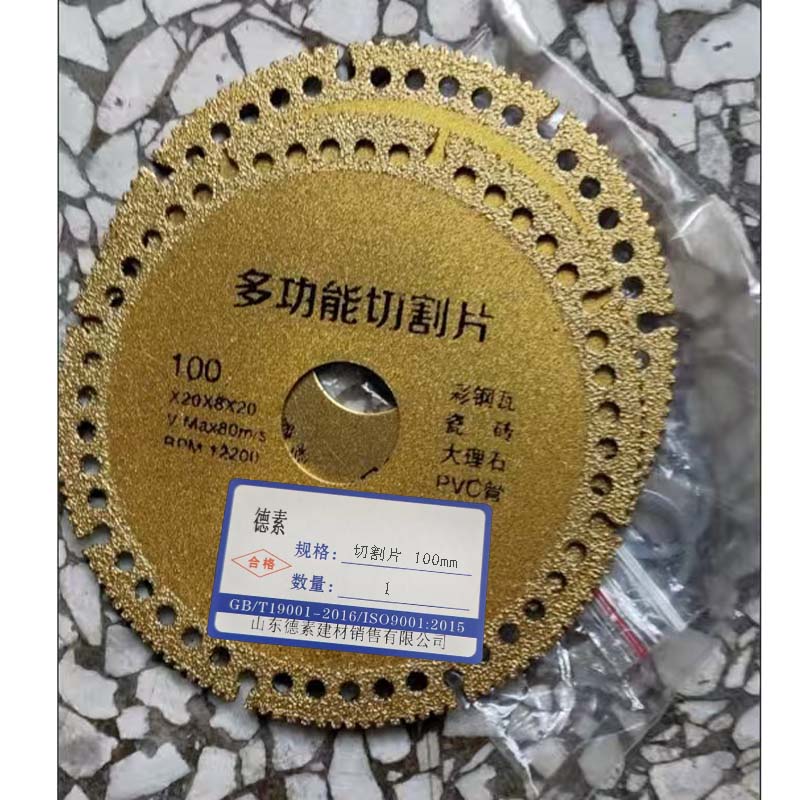 多功能切割片
100
X20X8X20
V Max80m/s
RPM 12200
彩钢瓦
瓷砖
大理石
PVC管
德素
合格
规格: 切割片 100mm
数量: 1
GB/T19001-2016/ISO9001:2015
山东德素建材销售有限公司